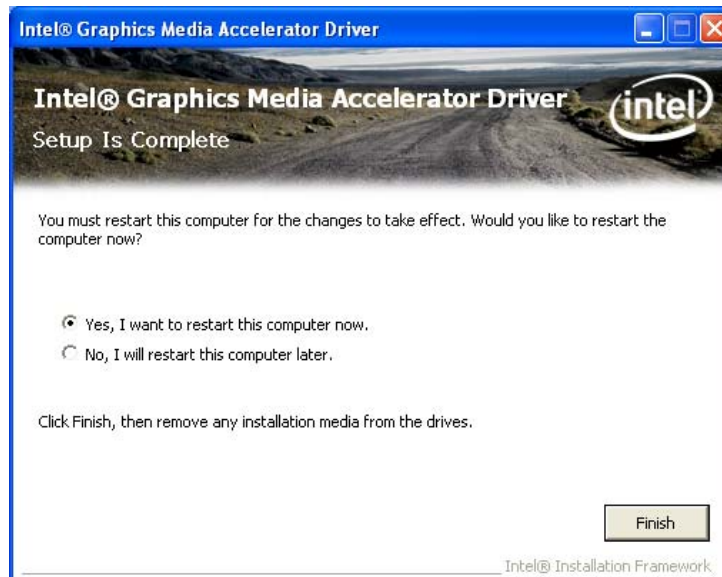 Intel® Graphics Media Accelerator Driver
Intel® Graphics Media Accelerator Driver
intel
Setup Is Complete
You must restart this computer for the changes to take effect. Would you like to restart the
computer now?
Yes, I want to restart this computer now.
No, I will restart this computer later.
Click Finish, then remove any installation media from the drives.
Finish
Intel® Installation Framework